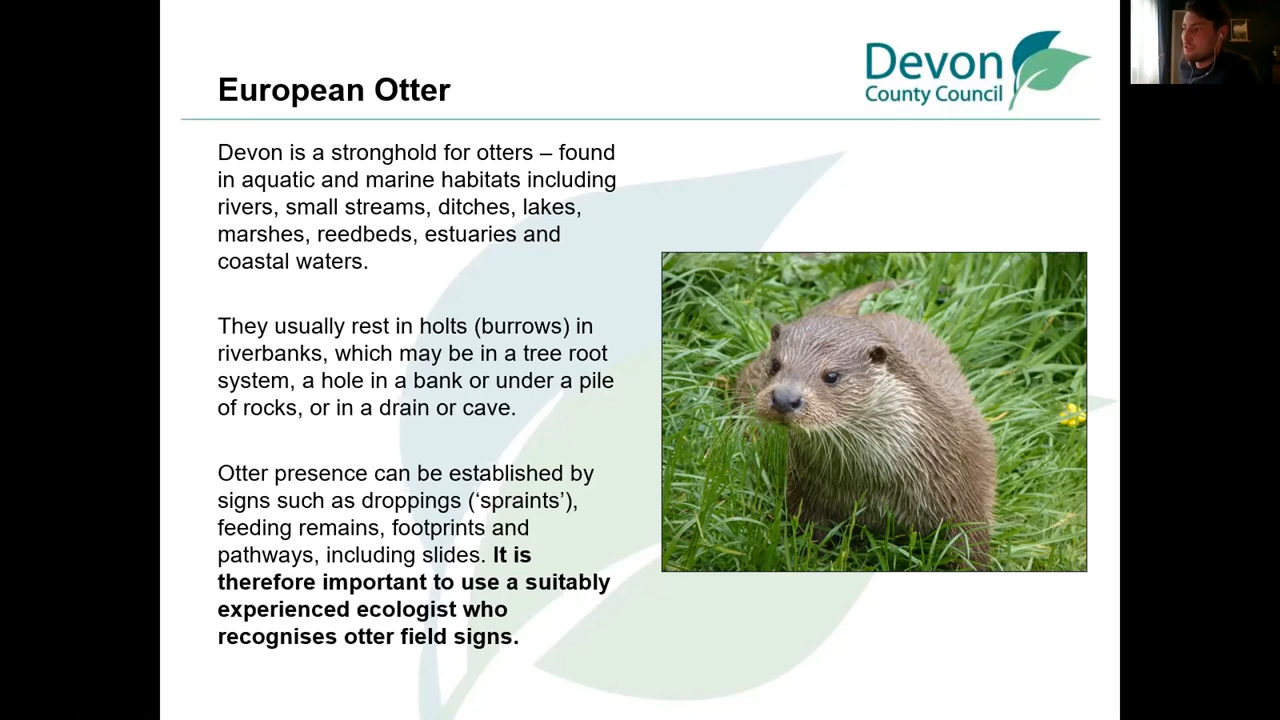 European Otter
Devon
County Council
Devon is a stronghold for otters – found
in aquatic and marine habitats including
rivers, small streams, ditches, lakes,
marshes, reedbeds, estuaries and
coastal waters.
They usually rest in holts (burrows) in
riverbanks, which may be in a tree root
system, a hole in a bank or under a pile
of rocks, or in a drain or cave.
Otter presence can be established by
signs such as droppings (‘spraints’),
feeding remains, footprints and
pathways, including slides. It is
therefore important to use a suitably
experienced ecologist who
recognises otter field signs.